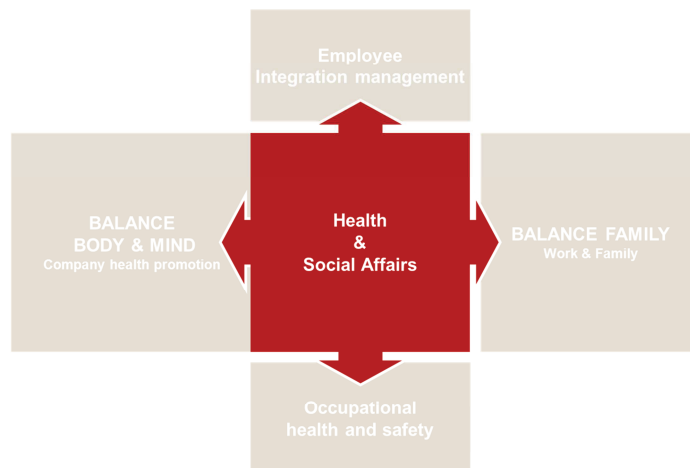 Employee
Integration management
BALANCE
BODY & MIND
Company health promotion
Health
&
Social Affairs
BALANCE FAMILY
Work & Family
Occupational
health and safety